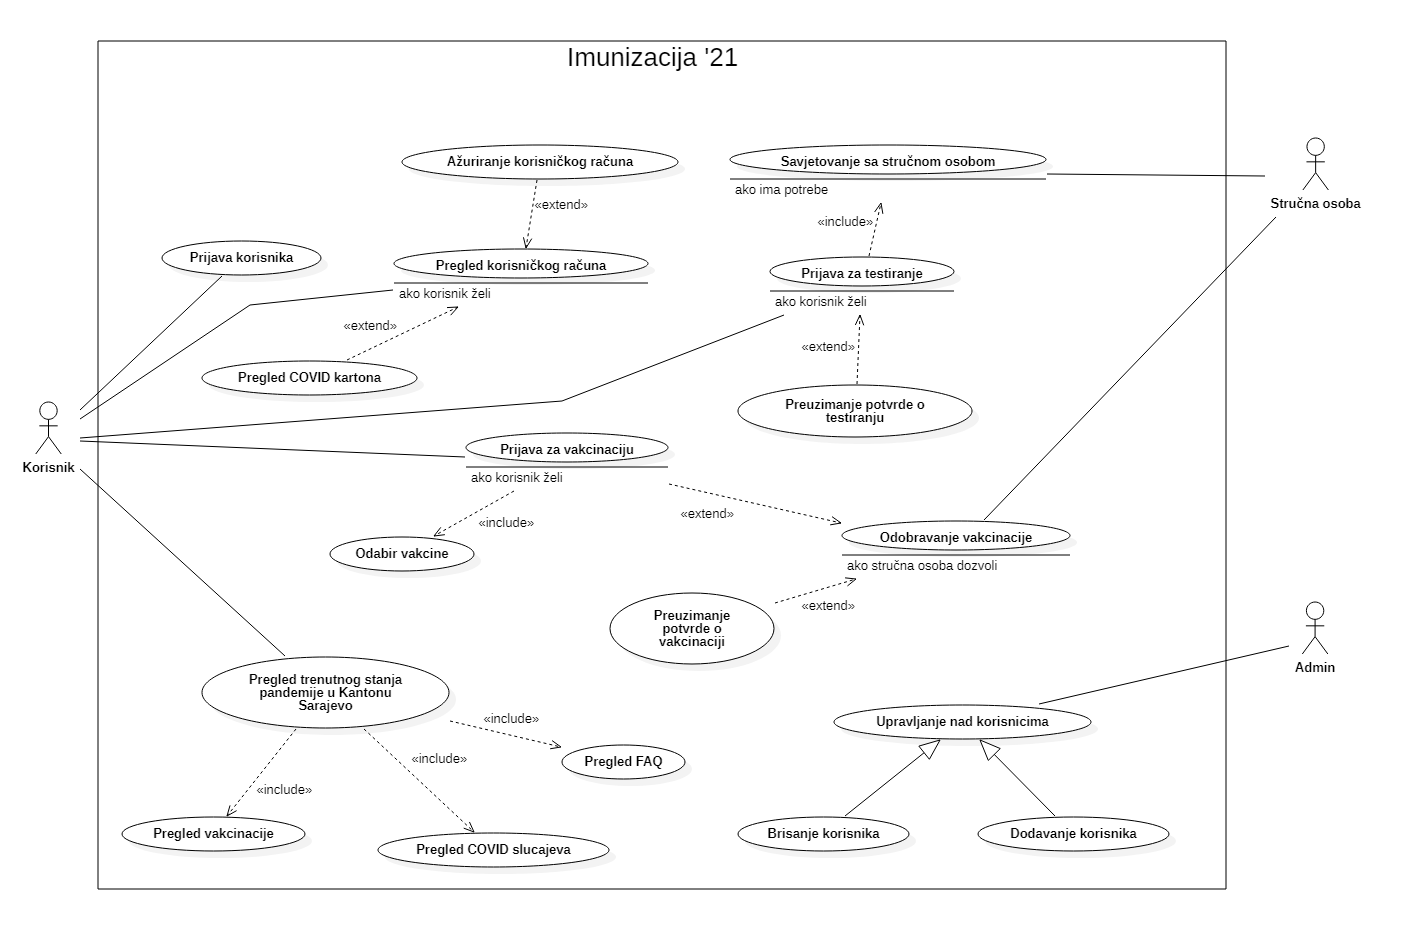 Imunizacija '21
Ažuriranje korisničkog računa
«extend»
Prijava korisnika
Pregled korisničkog računa
ako korisnik želi
«extend»
Pregled COVID kartona
Savjetovanje sa stručnom osobom
ako ima potrebe
«include»
Prijava za testiranje
ako korisnik želi
«extend»
Preuzimanje potvrde o
testiranju
Stručna osoba
Korisnik
Prijava za vakcinaciju
ako korisnik želi
«include»
Odabir vakcine
«extend»
Odobravanje vakcinacije
ako stručna osoba dozvoli
«extend»
Preuzimanje
potvrde o
vakcinaciji
Admin
Pregled trenutnog stanja
pandemije u Kantonu
Sarajevo
«include»
Pregled FAQ
«include»
«include»
Pregled vakcinacije
Pregled COVID slucajeva
Upravljanje nad korisnicima
Brisanje korisnika
Dodavanje korisnika